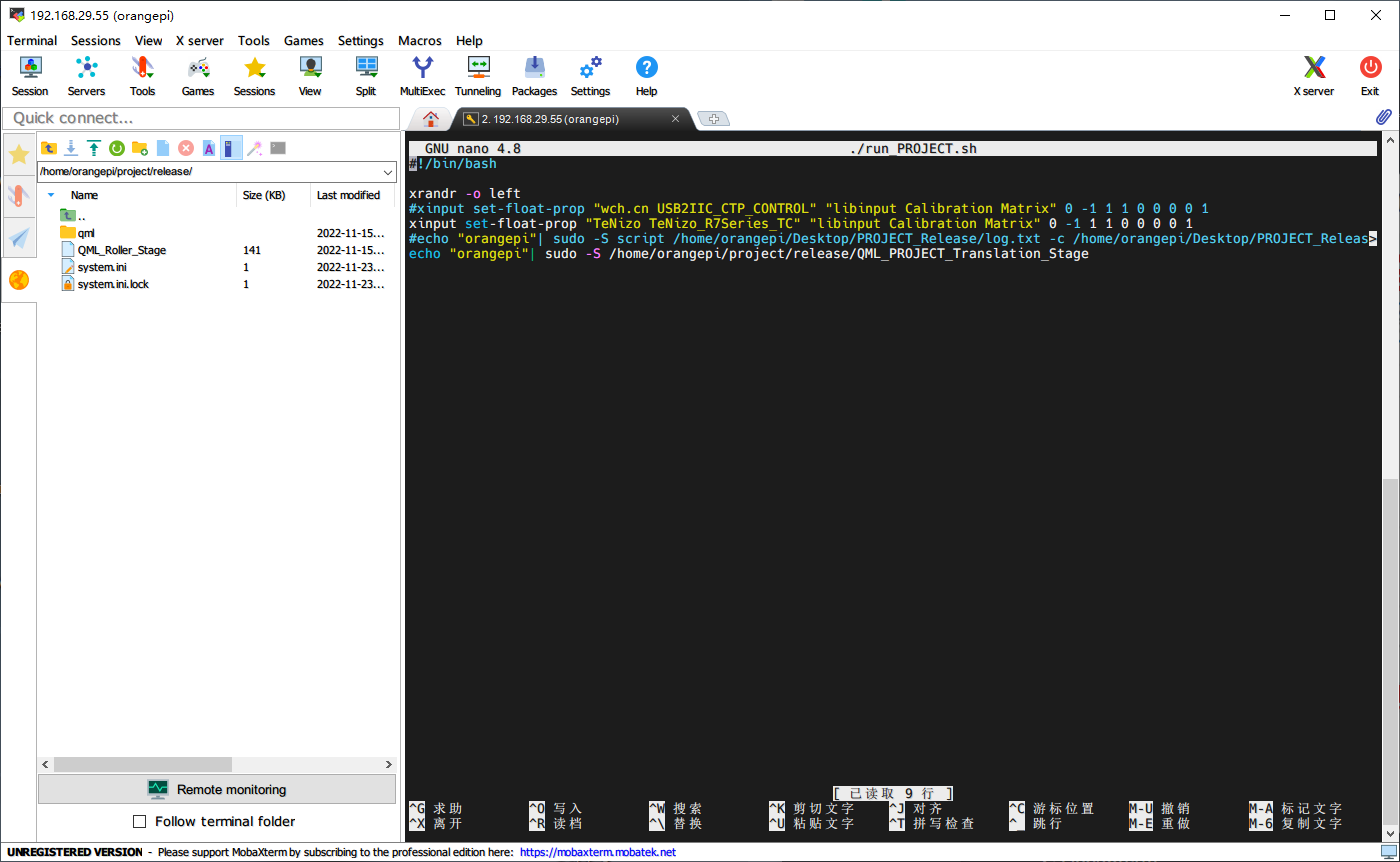 192.168.29.55 (orangepi)
Terminal Sessions View X server Tools Games Settings Macros Help
Session Servers Tools Games Sessions View Split MultiExec Tunneling Packages Settings Help X server Exit
Quick connect...
2. 192.168.29.55 (orangepi)
/home/orangepi/project/release/
Name Size (KB) Last modified
..
qml 2022-11-15...
QML_Roller_Stage 141 2022-11-15...
system.ini 1 2022-11-23...
system.ini.lock 1 2022-11-23...
Remote monitoring
Follow terminal folder
GNU nano 4.8 ./run_PROJECT.sh
#!/bin/bash
xrandr -o left
#xinput set-float-prop "wch.cn USB2IIC_CTP_CONTROL" "libinput Calibration Matrix" 0 -1 1 1 0 0 0 0 1
xinput set-float-prop "TeNizo TeNizo_R7Series_TC" "libinput Calibration Matrix" 0 -1 1 1 0 0 0 0 1
#echo "orangepi"| sudo -S script /home/orangepi/Desktop/PROJECT_Release/log.txt -c /home/orangepi/Desktop/PROJECT_Releas>
echo "orangepi"| sudo -S /home/orangepi/project/release/QML_PROJECT_Translation_Stage
[ 已读取 9 行 ]
^G 求助 ^O 写入 ^W 搜索 ^K 剪切文字 ^J 对齐 ^C 游标位置 M-U 撤销 M-A 标记文字
^X 离开 ^R 读档 ^\ 替换 ^U 粘贴文字 ^T 拼写检查 ^_ 跳行 M-E 重做 M-6 复制文字
UNREGISTERED VERSION - Please support MobaXterm by subscribing to the professional edition here: https://mobaxterm.mobatek.net